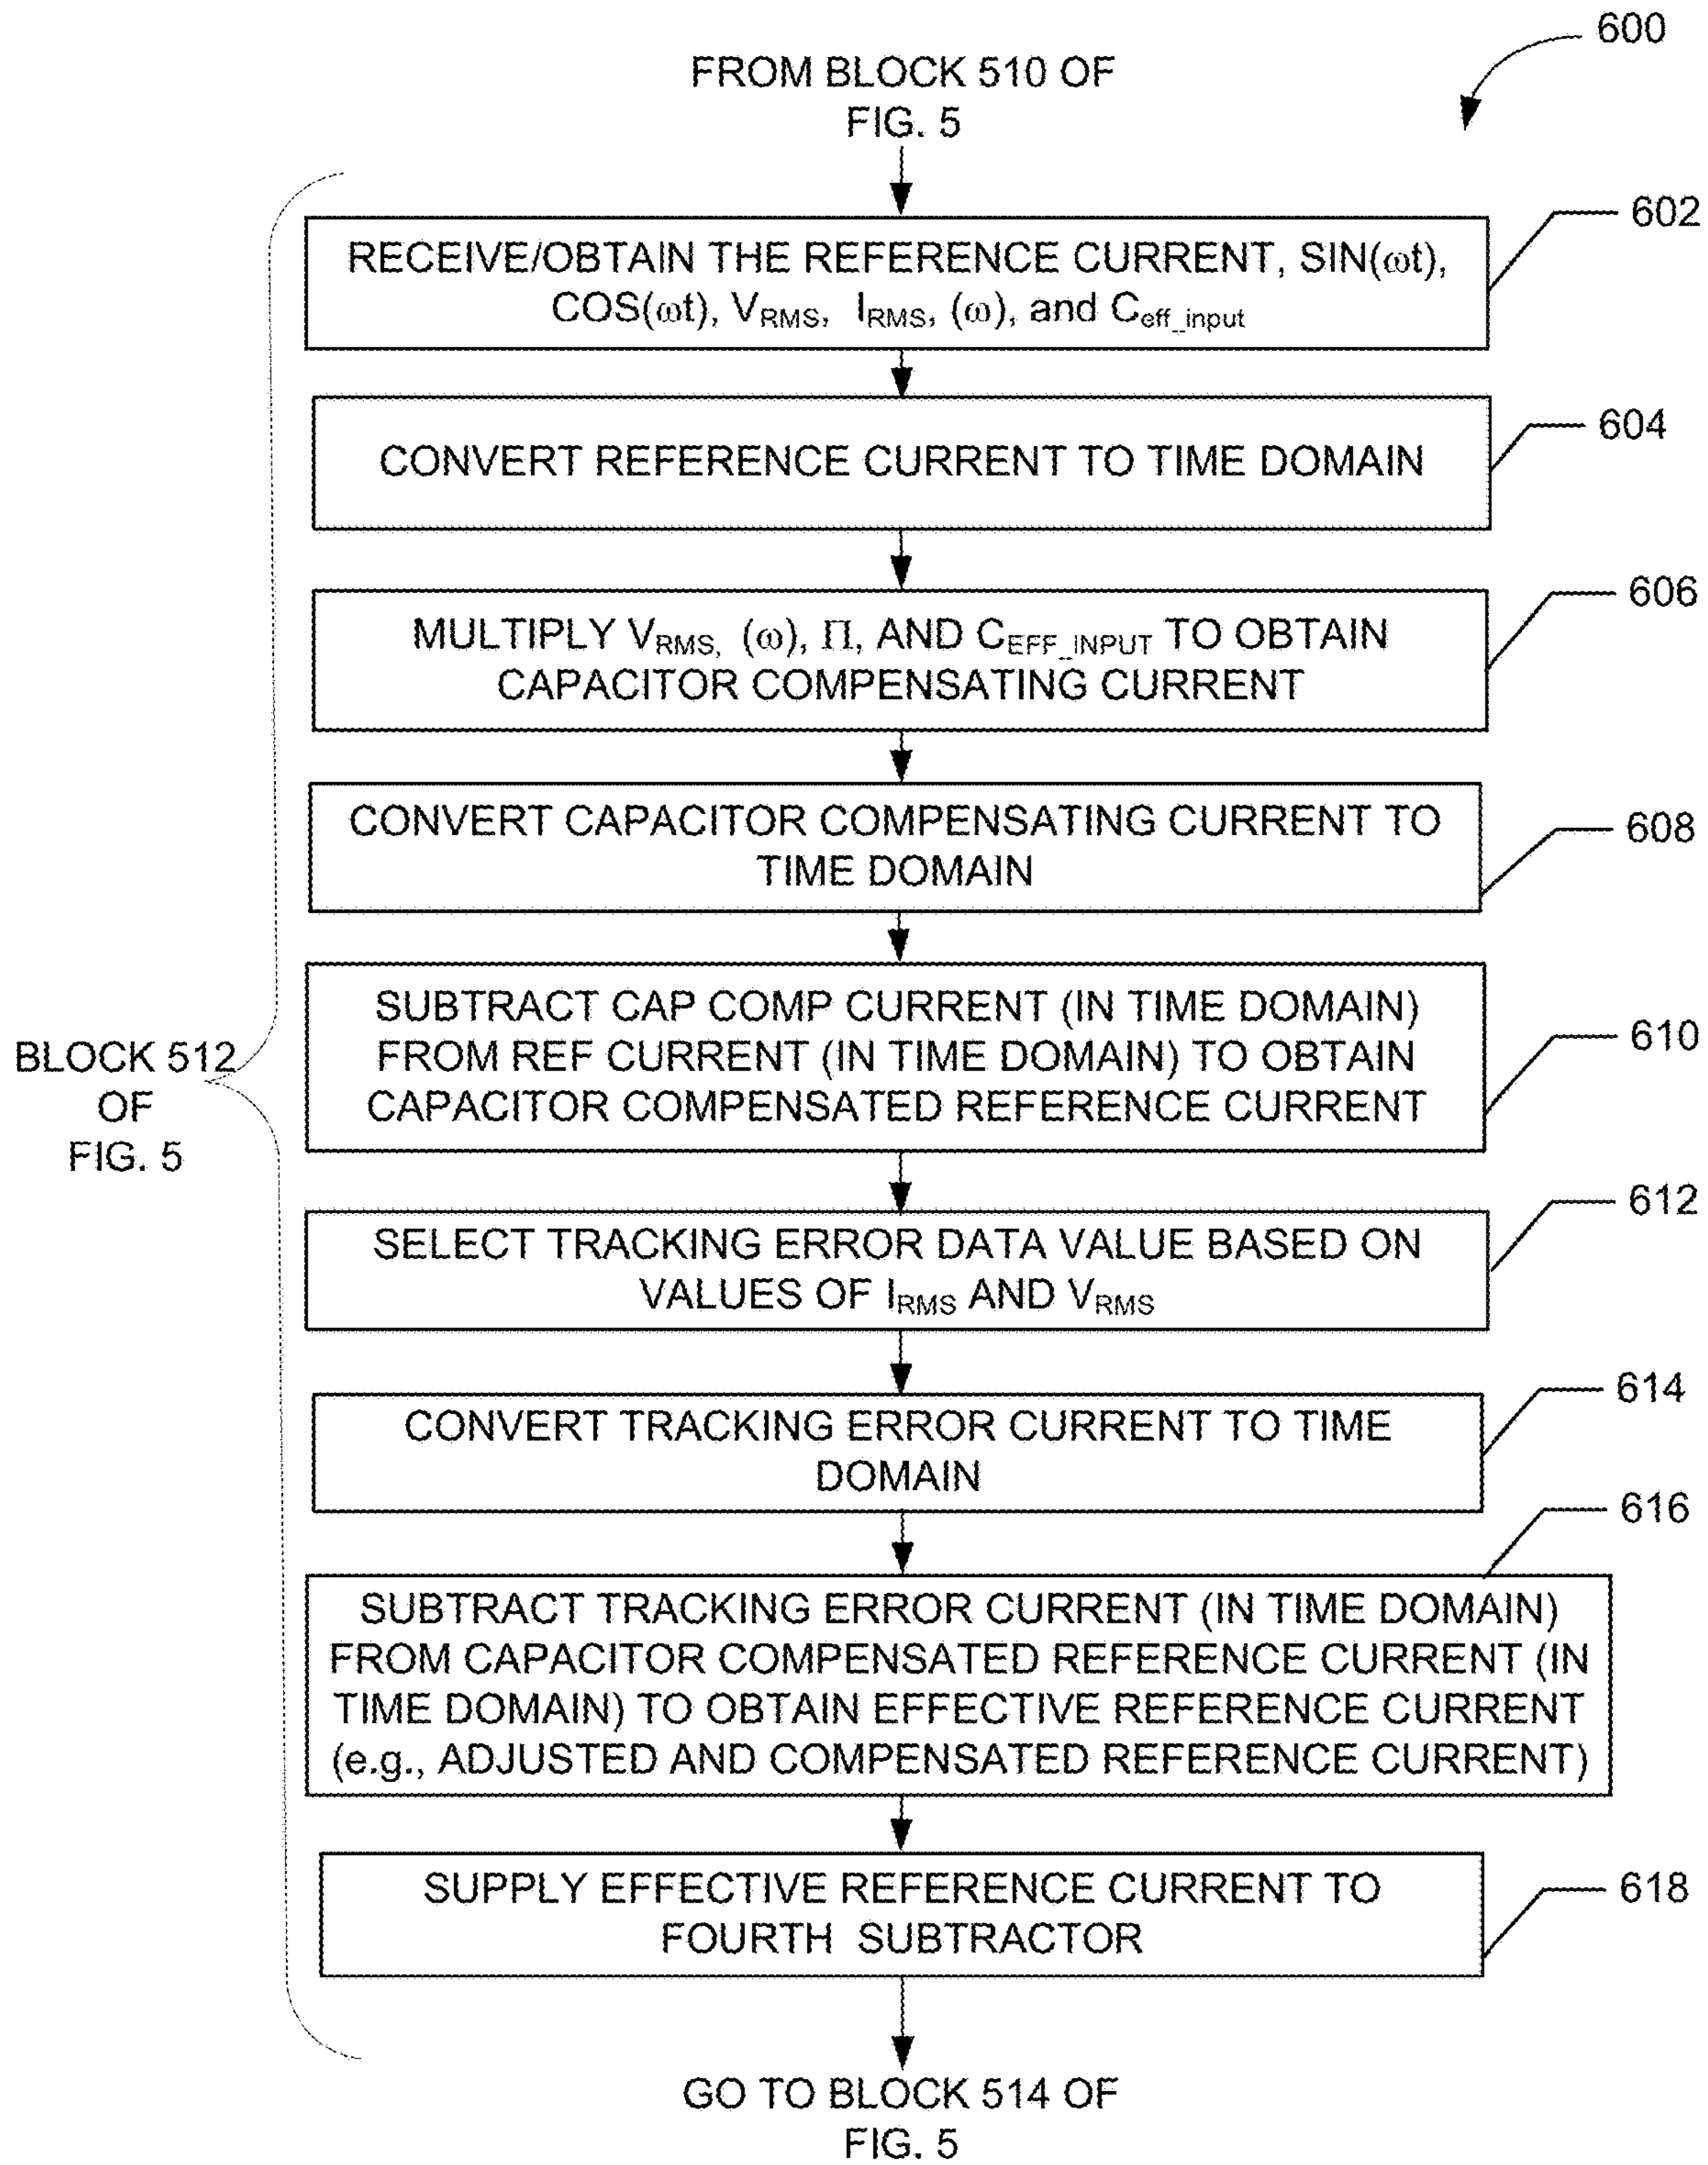 600
FROM BLOCK 510 OF
FIG. 5
602
RECEIVE/OBTAIN THE REFERENCE CURRENT, SIN(ωt),
COS(ωt), VRMS, IRMS, (ω), and Ceff_input
604
CONVERT REFERENCE CURRENT TO TIME DOMAIN
606
MULTIPLY VRMS, (ω), Π, AND CEFF_INPUT TO OBTAIN
CAPACITOR COMPENSATING CURRENT
608
CONVERT CAPACITOR COMPENSATING CURRENT TO
TIME DOMAIN
610
SUBTRACT CAP COMP CURRENT (IN TIME DOMAIN)
FROM REF CURRENT (IN TIME DOMAIN) TO OBTAIN
CAPACITOR COMPENSATED REFERENCE CURRENT
BLOCK 512
OF
FIG. 5
612
SELECT TRACKING ERROR DATA VALUE BASED ON
VALUES OF IRMS AND VRMS
614
CONVERT TRACKING ERROR CURRENT TO TIME
DOMAIN
616
SUBTRACT TRACKING ERROR CURRENT (IN TIME DOMAIN)
FROM CAPACITOR COMPENSATED REFERENCE CURRENT (IN
TIME DOMAIN) TO OBTAIN EFFECTIVE REFERENCE CURRENT
(e.g., ADJUSTED AND COMPENSATED REFERENCE CURRENT)
618
SUPPLY EFFECTIVE REFERENCE CURRENT TO
FOURTH SUBTRACTOR
GO TO BLOCK 514 OF
FIG. 5